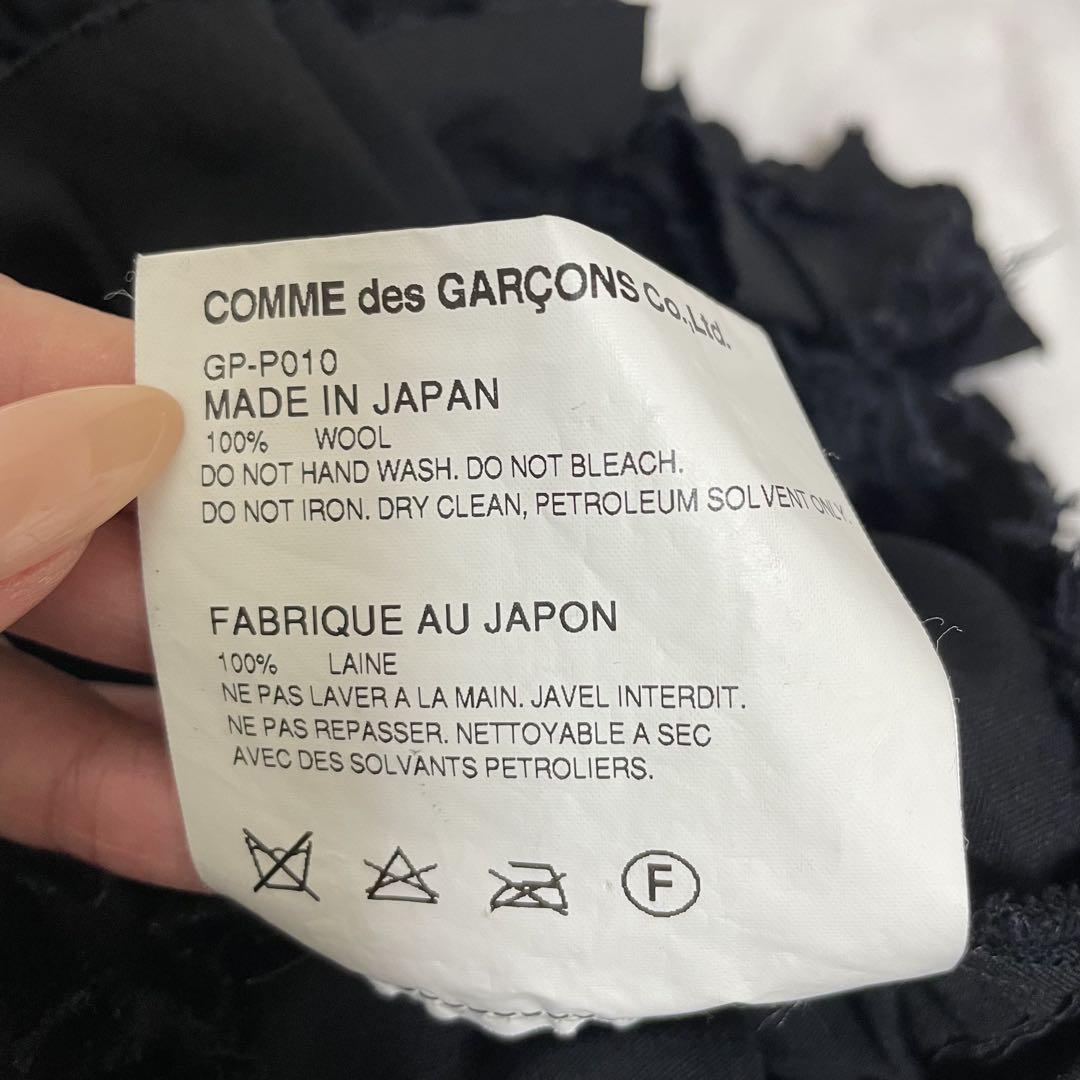 COMME des GARÇONS Co.,Ltd.
GP-P010
MADE IN JAPAN
100% WOOL
DO NOT HAND WASH. DO NOT BLEACH.
DO NOT IRON. DRY CLEAN, PETROLEUM SOLVENT ONLY.
FABRIQUE AU JAPON
100% LAINE
NE PAS LAVER A LA MAIN. JAVEL INTERDIT.
NE PAS REPASSER. NETTOYABLE A SEC
AVEC DES SOLVANTS PETROLIERS.
F